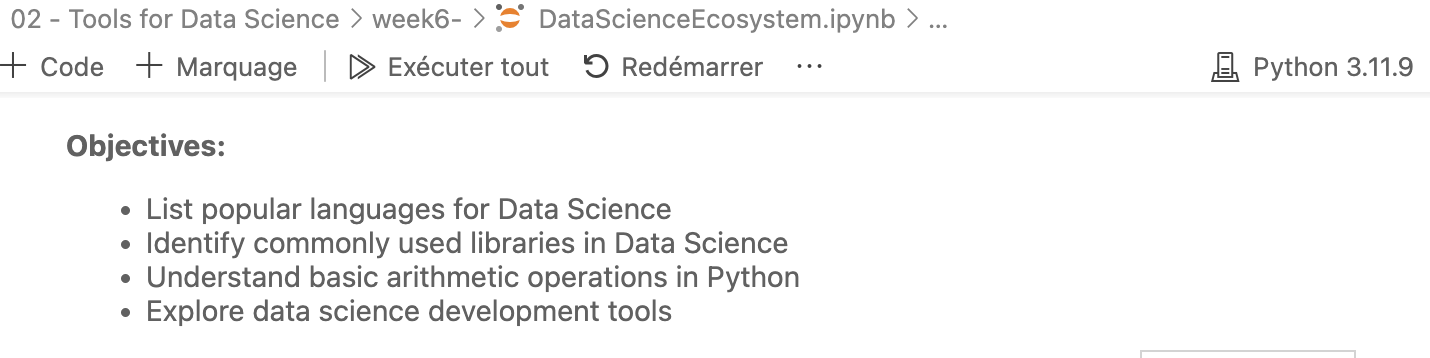 02 - Tools for Data Science > week6- > DataScienceEcosystem.ipynb > ...
+ Code + Marquage Exécuter tout Redémarrer ... Python 3.11.9
Objectives:
• List popular languages for Data Science
• Identify commonly used libraries in Data Science
• Understand basic arithmetic operations in Python
• Explore data science development tools